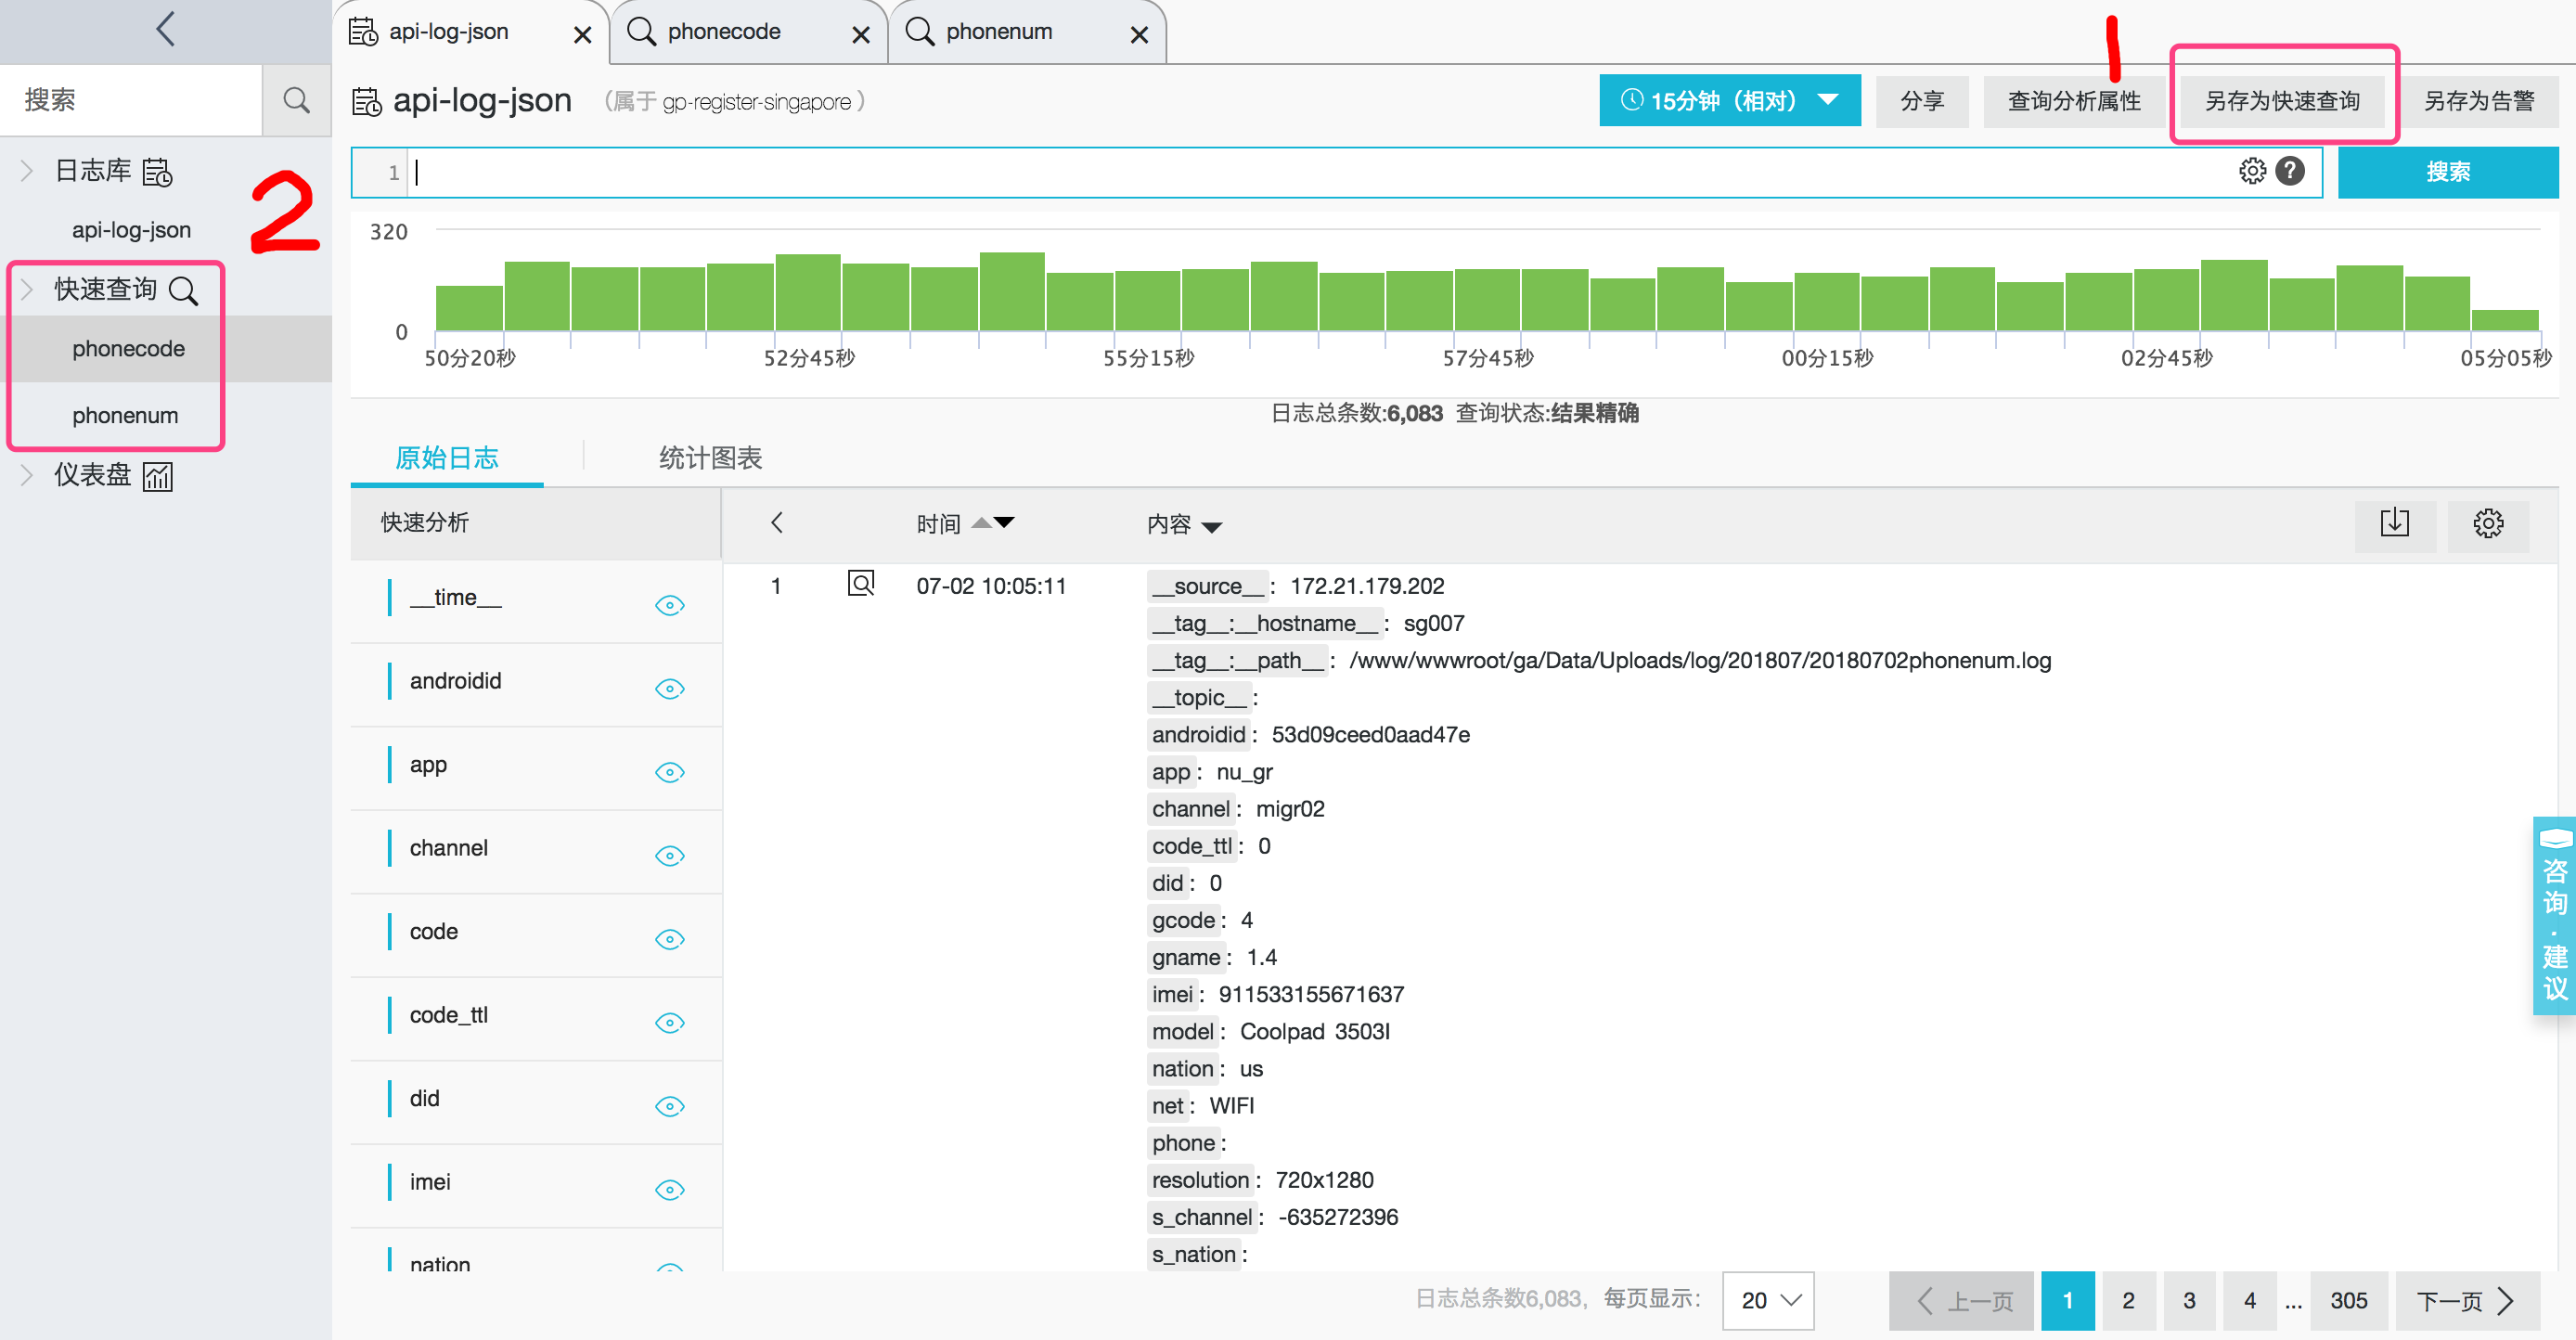 api-log-json
phonecode
phonenum
1
搜索
api-log-json （属于 gp-register-singapore ）
15分钟（相对）
分享
查询分析属性
另存为快速查询
另存为告警
日志库
api-log-json
2
快速查询
phonecode
phonenum
仪表盘
1
?
搜索
320
0
50分20秒
52分45秒
55分15秒
57分45秒
00分15秒
02分45秒
05分05秒
日志总条数:6,083 查询状态:结果精确
原始日志
统计图表
快速分析
__time__
androidid
app
channel
code
code_ttl
did
imei
nation
时间
内容
1
07-02 10:05:11
__source__ : 172.21.179.202
__tag__:__hostname__ : sg007
__tag__:__path__ : /www/wwwroot/ga/Data/Uploads/log/201807/20180702phonenum.log
__topic__ :
androidid : 53d09ceed0aad47e
app : nu_gr
channel : migr02
code_ttl : 0
did : 0
gcode : 4
gname : 1.4
imei : 911533155671637
model : Coolpad 3503I
nation : us
net : WIFI
phone :
resolution : 720x1280
s_channel : -635272396
s_nation :
咨询·建议
日志总条数6,083, 每页显示:
20
上一页
1
2
3
4
...
305
下一页